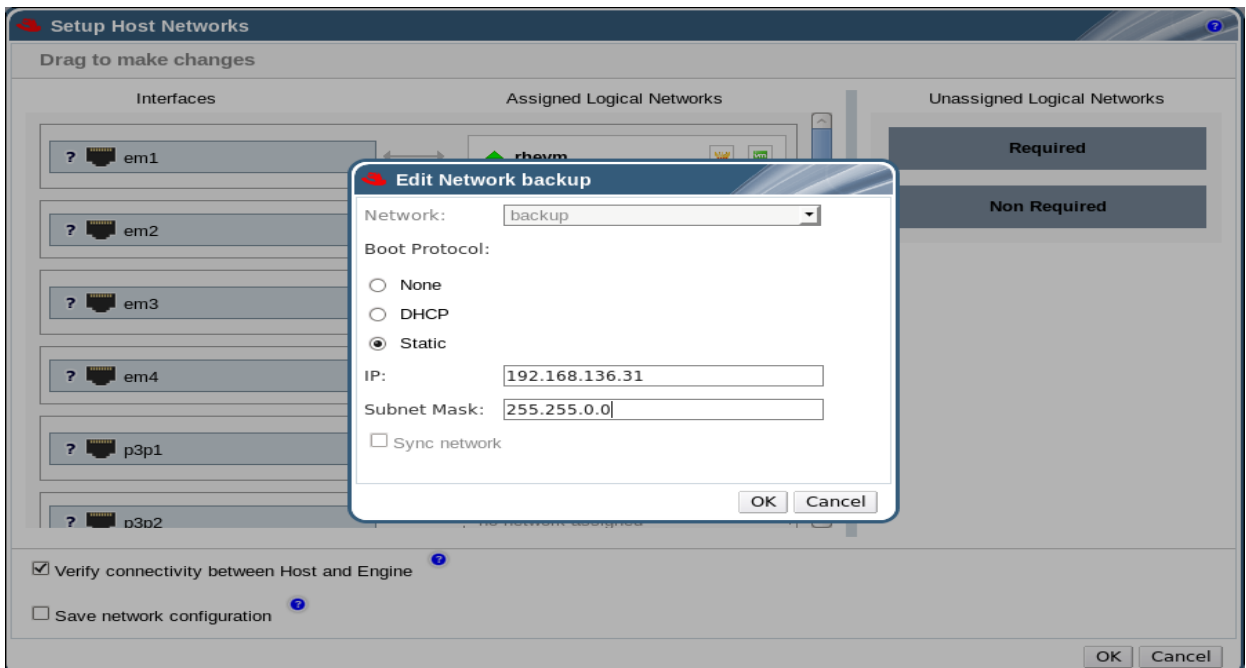 Setup Host Networks
Drag to make changes
Interfaces
Assigned Logical Networks
Unassigned Logical Networks
? em1
rhevm
Required
Non Required
? em2
? em3
? em4
? p3p1
? p3p2
no network assigned
Edit Network backup
Network: backup
Boot Protocol:
None
DHCP
Static
IP: 192.168.136.31
Subnet Mask: 255.255.0.0
Sync network
OK Cancel
Verify connectivity between Host and Engine
Save network configuration
OK Cancel